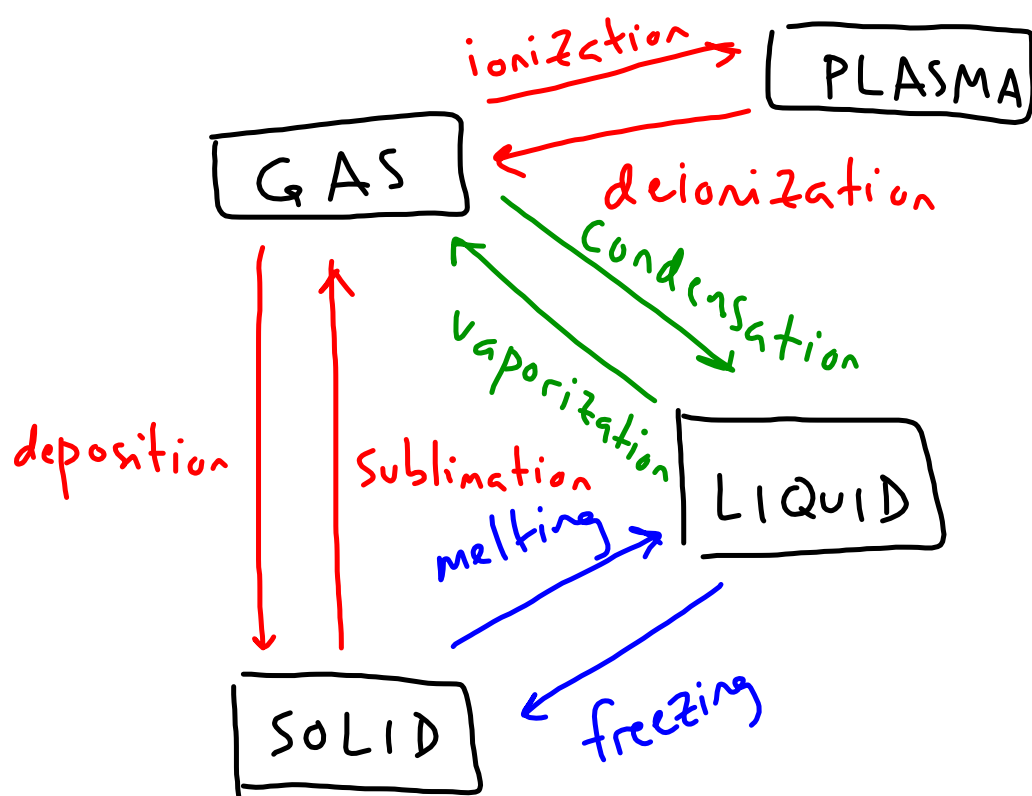 ionization
PLASMA
GAS
deionization
Condensation
vaporization
deposition
sublimation
LIQUID
melting
freezing
SOLID